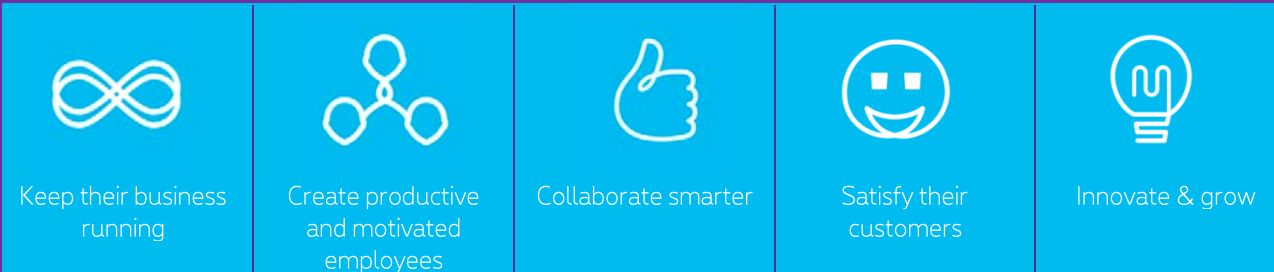 Keep their business
running
Create productive
and motivated
employees
Collaborate smarter
Satisfy their
customers
Innovate & grow